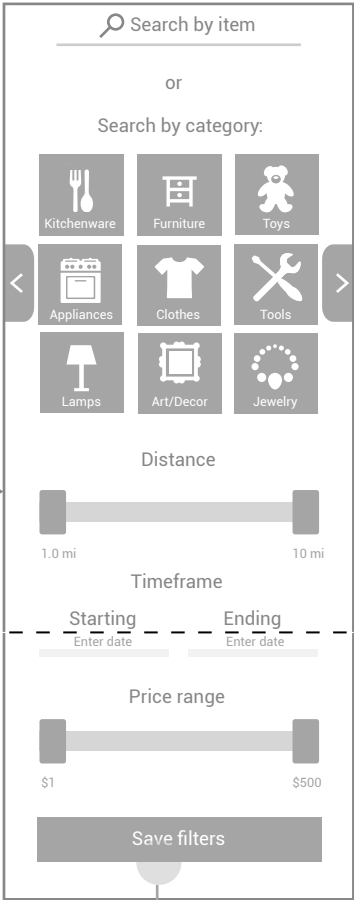 Search by item
or
Search by category:
Kitchenware Furniture Toys
Appliances Clothes Tools
Lamps Art/Decor Jewelry
Distance
1.0 mi 10 mi
Timeframe
Starting Ending
Enter date Enter date
Price range
$1 $500
Save filters